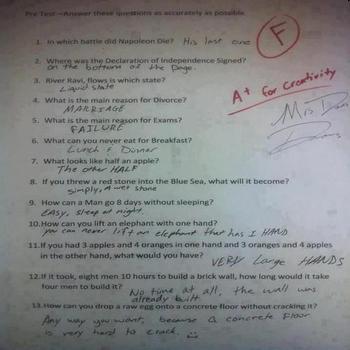 Pre Test -- Answer these questions as accurately as possible.
F
1. In which battle did Napoleon Die? His last one
2. Where was the Declaration of Independence Signed?
on the bottom of the page.
A+ for Creativity
3. River Ravi, flows is which state?
Liquid state
4. What is the main reason for Divorce?
MARRIAGE
5. What is the main reason for Exams?
FAILURE
6. What can you never eat for Breakfast?
Lunch & Dinner
7. What looks like half an apple?
The other HALF
8. If you threw a red stone into the Blue Sea, what will it become?
Simply, A wet stone
9. How can a Man go 8 days without sleeping?
EASY, sleep at night.
10. How can you lift an elephant with one hand?
you can never lift an elephant that has 1 HAND
11. If you had 3 apples and 4 oranges in one hand and 3 oranges and 4 apples
in the other hand, what would you have? VERY Large HANDS
12. If it took, eight men 10 hours to build a brick wall, how long would it take
four men to build it? No time at all, the wall was
already built
13. How can you drop a raw egg onto a concrete floor without cracking it?
Any way you want, because a concrete floor
is very hard to crack.